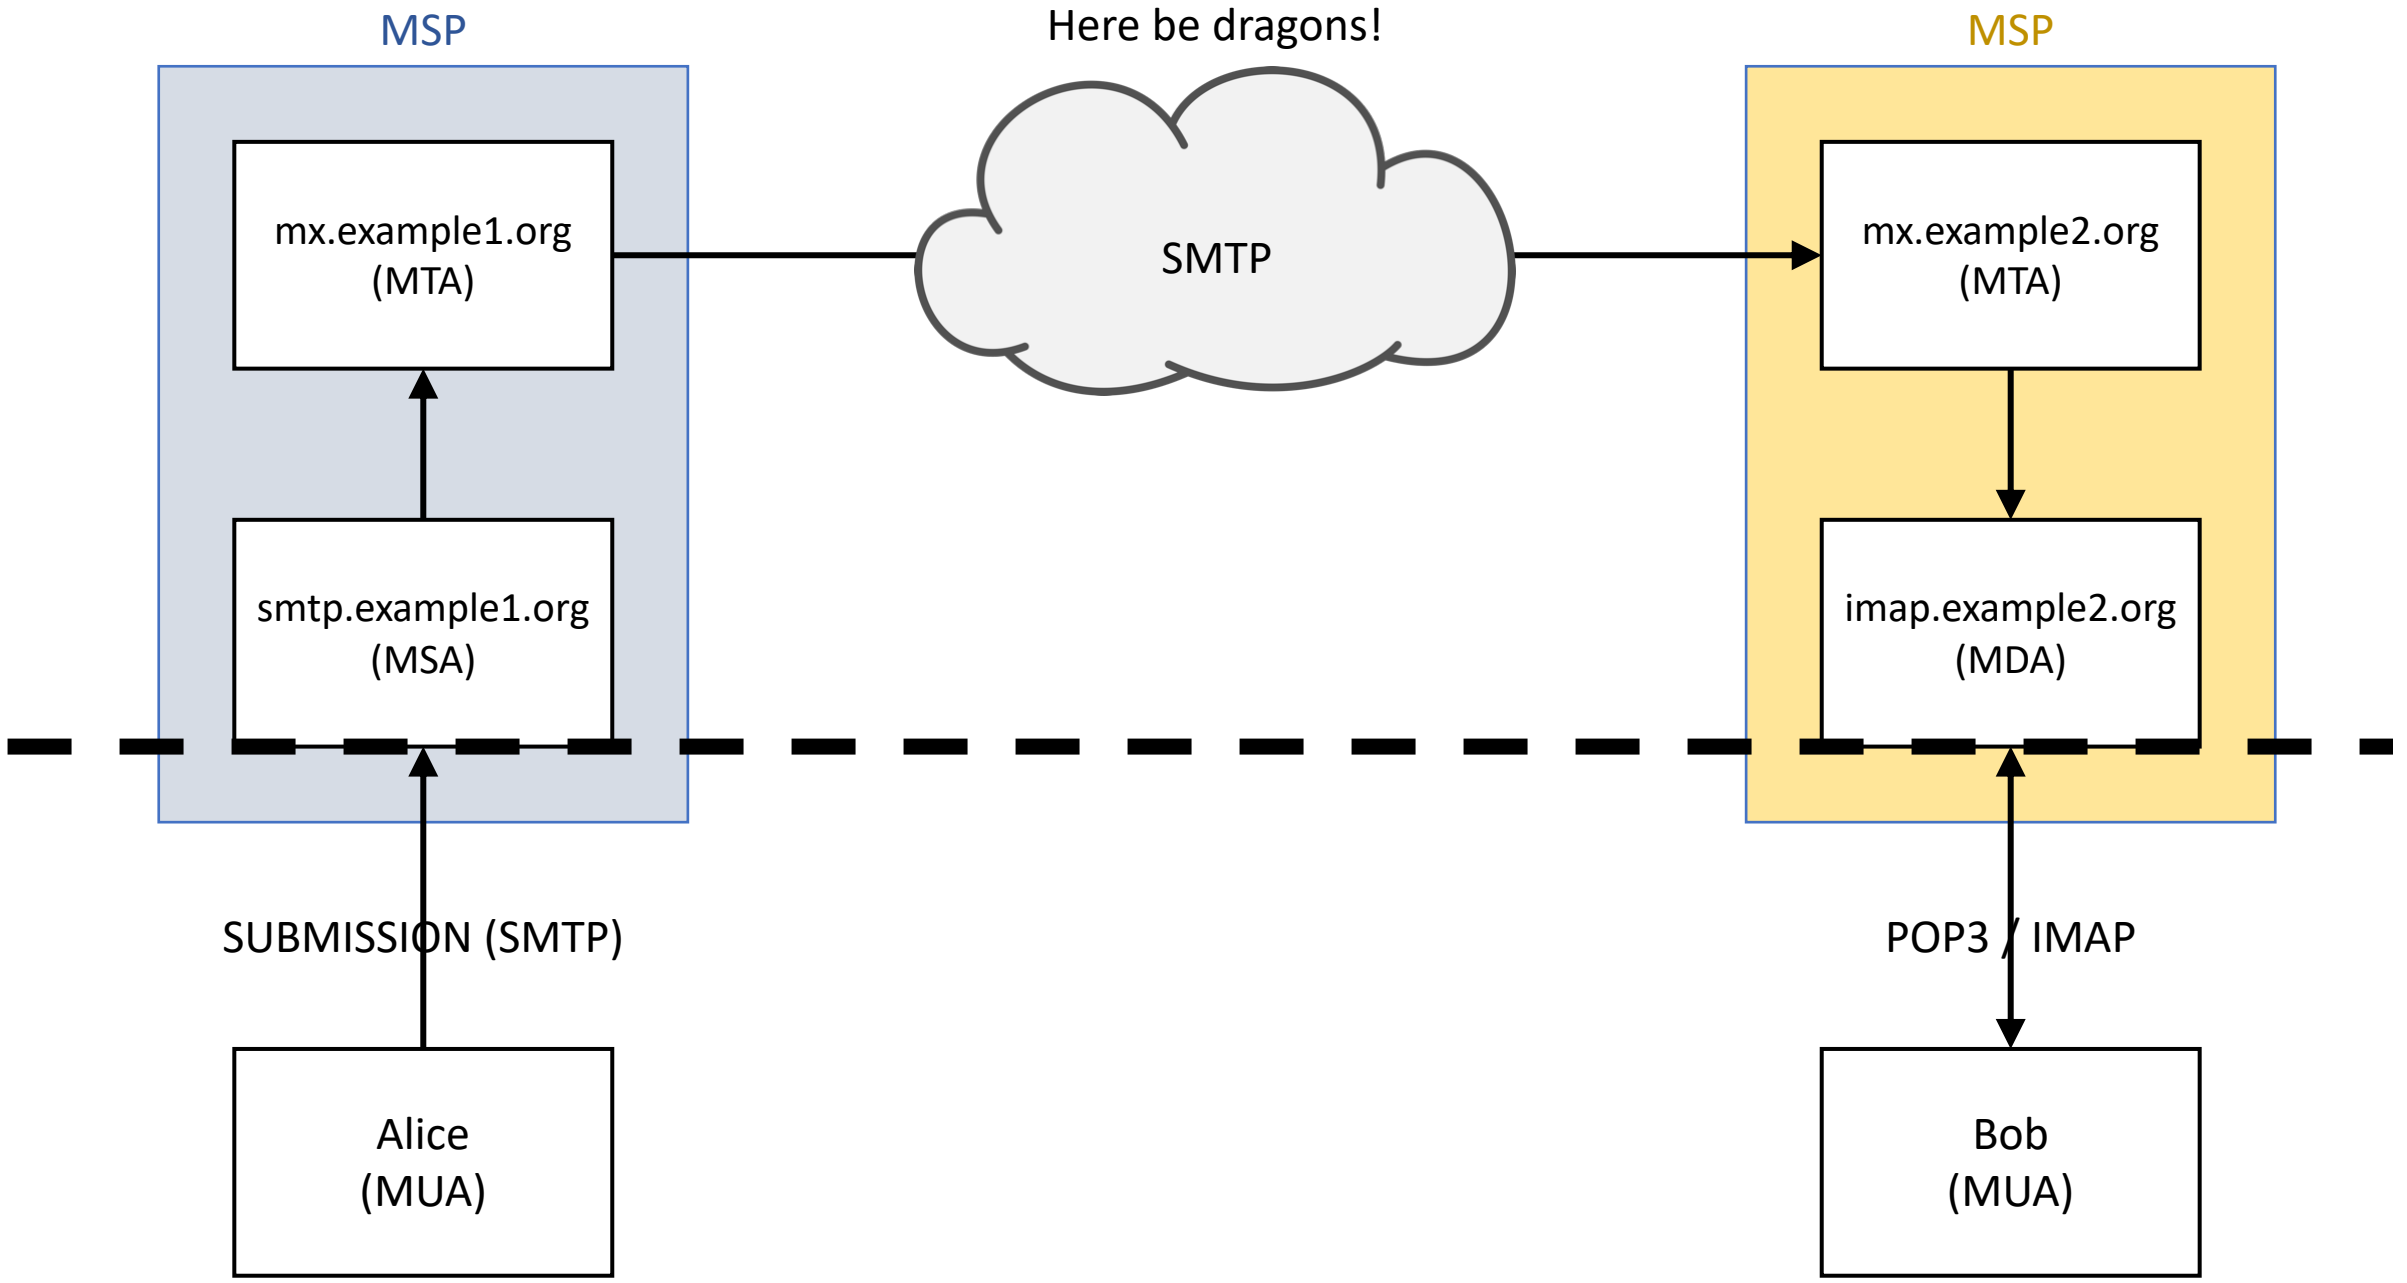 MSP
Here be dragons!
MSP
mx.example1.org
(MTA)
SMTP
mx.example2.org
(MTA)
smtp.example1.org
(MSA)
imap.example2.org
(MDA)
SUBMISSION (SMTP)
POP3 / IMAP
Alice
(MUA)
Bob
(MUA)